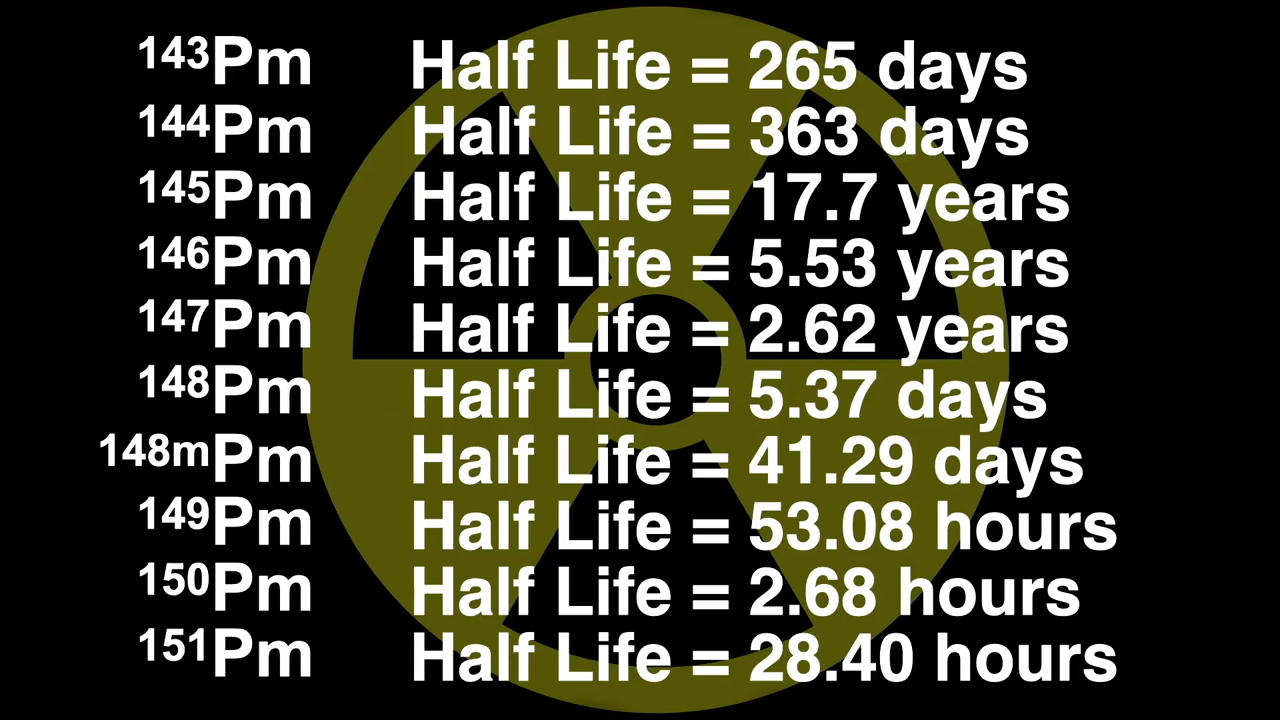 ¹⁴³Pm Half Life = 265 days
¹⁴⁴Pm Half Life = 363 days
¹⁴⁵Pm Half Life = 17.7 years
¹⁴⁶Pm Half Life = 5.53 years
¹⁴⁷Pm Half Life = 2.62 years
¹⁴⁸Pm Half Life = 5.37 days
¹⁴⁸ᵐPm Half Life = 41.29 days
¹⁴⁹Pm Half Life = 53.08 hours
¹⁵⁰Pm Half Life = 2.68 hours
¹⁵¹Pm Half Life = 28.40 hours